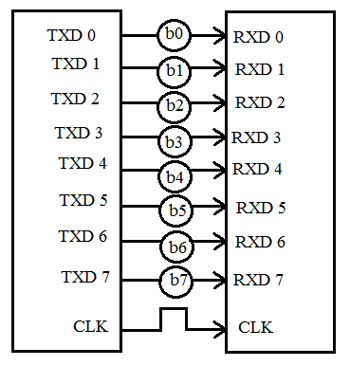 TXD 0 b0 RXD 0
TXD 1 b1 RXD 1
TXD 2 b2 RXD 2
TXD 3 b3 RXD 3
TXD 4 b4 RXD 4
TXD 5 b5 RXD 5
TXD 6 b6 RXD 6
TXD 7 b7 RXD 7
CLK CLK